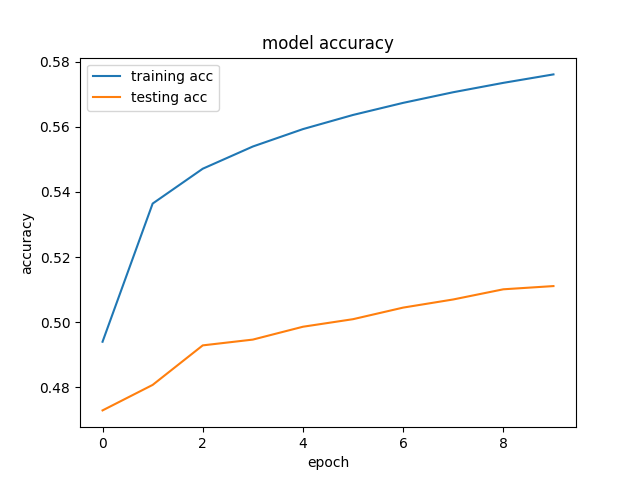 model accuracy
training acc
testing acc
accuracy
0.58
0.56
0.54
0.52
0.50
0.48
0 2 4 6 8
epoch